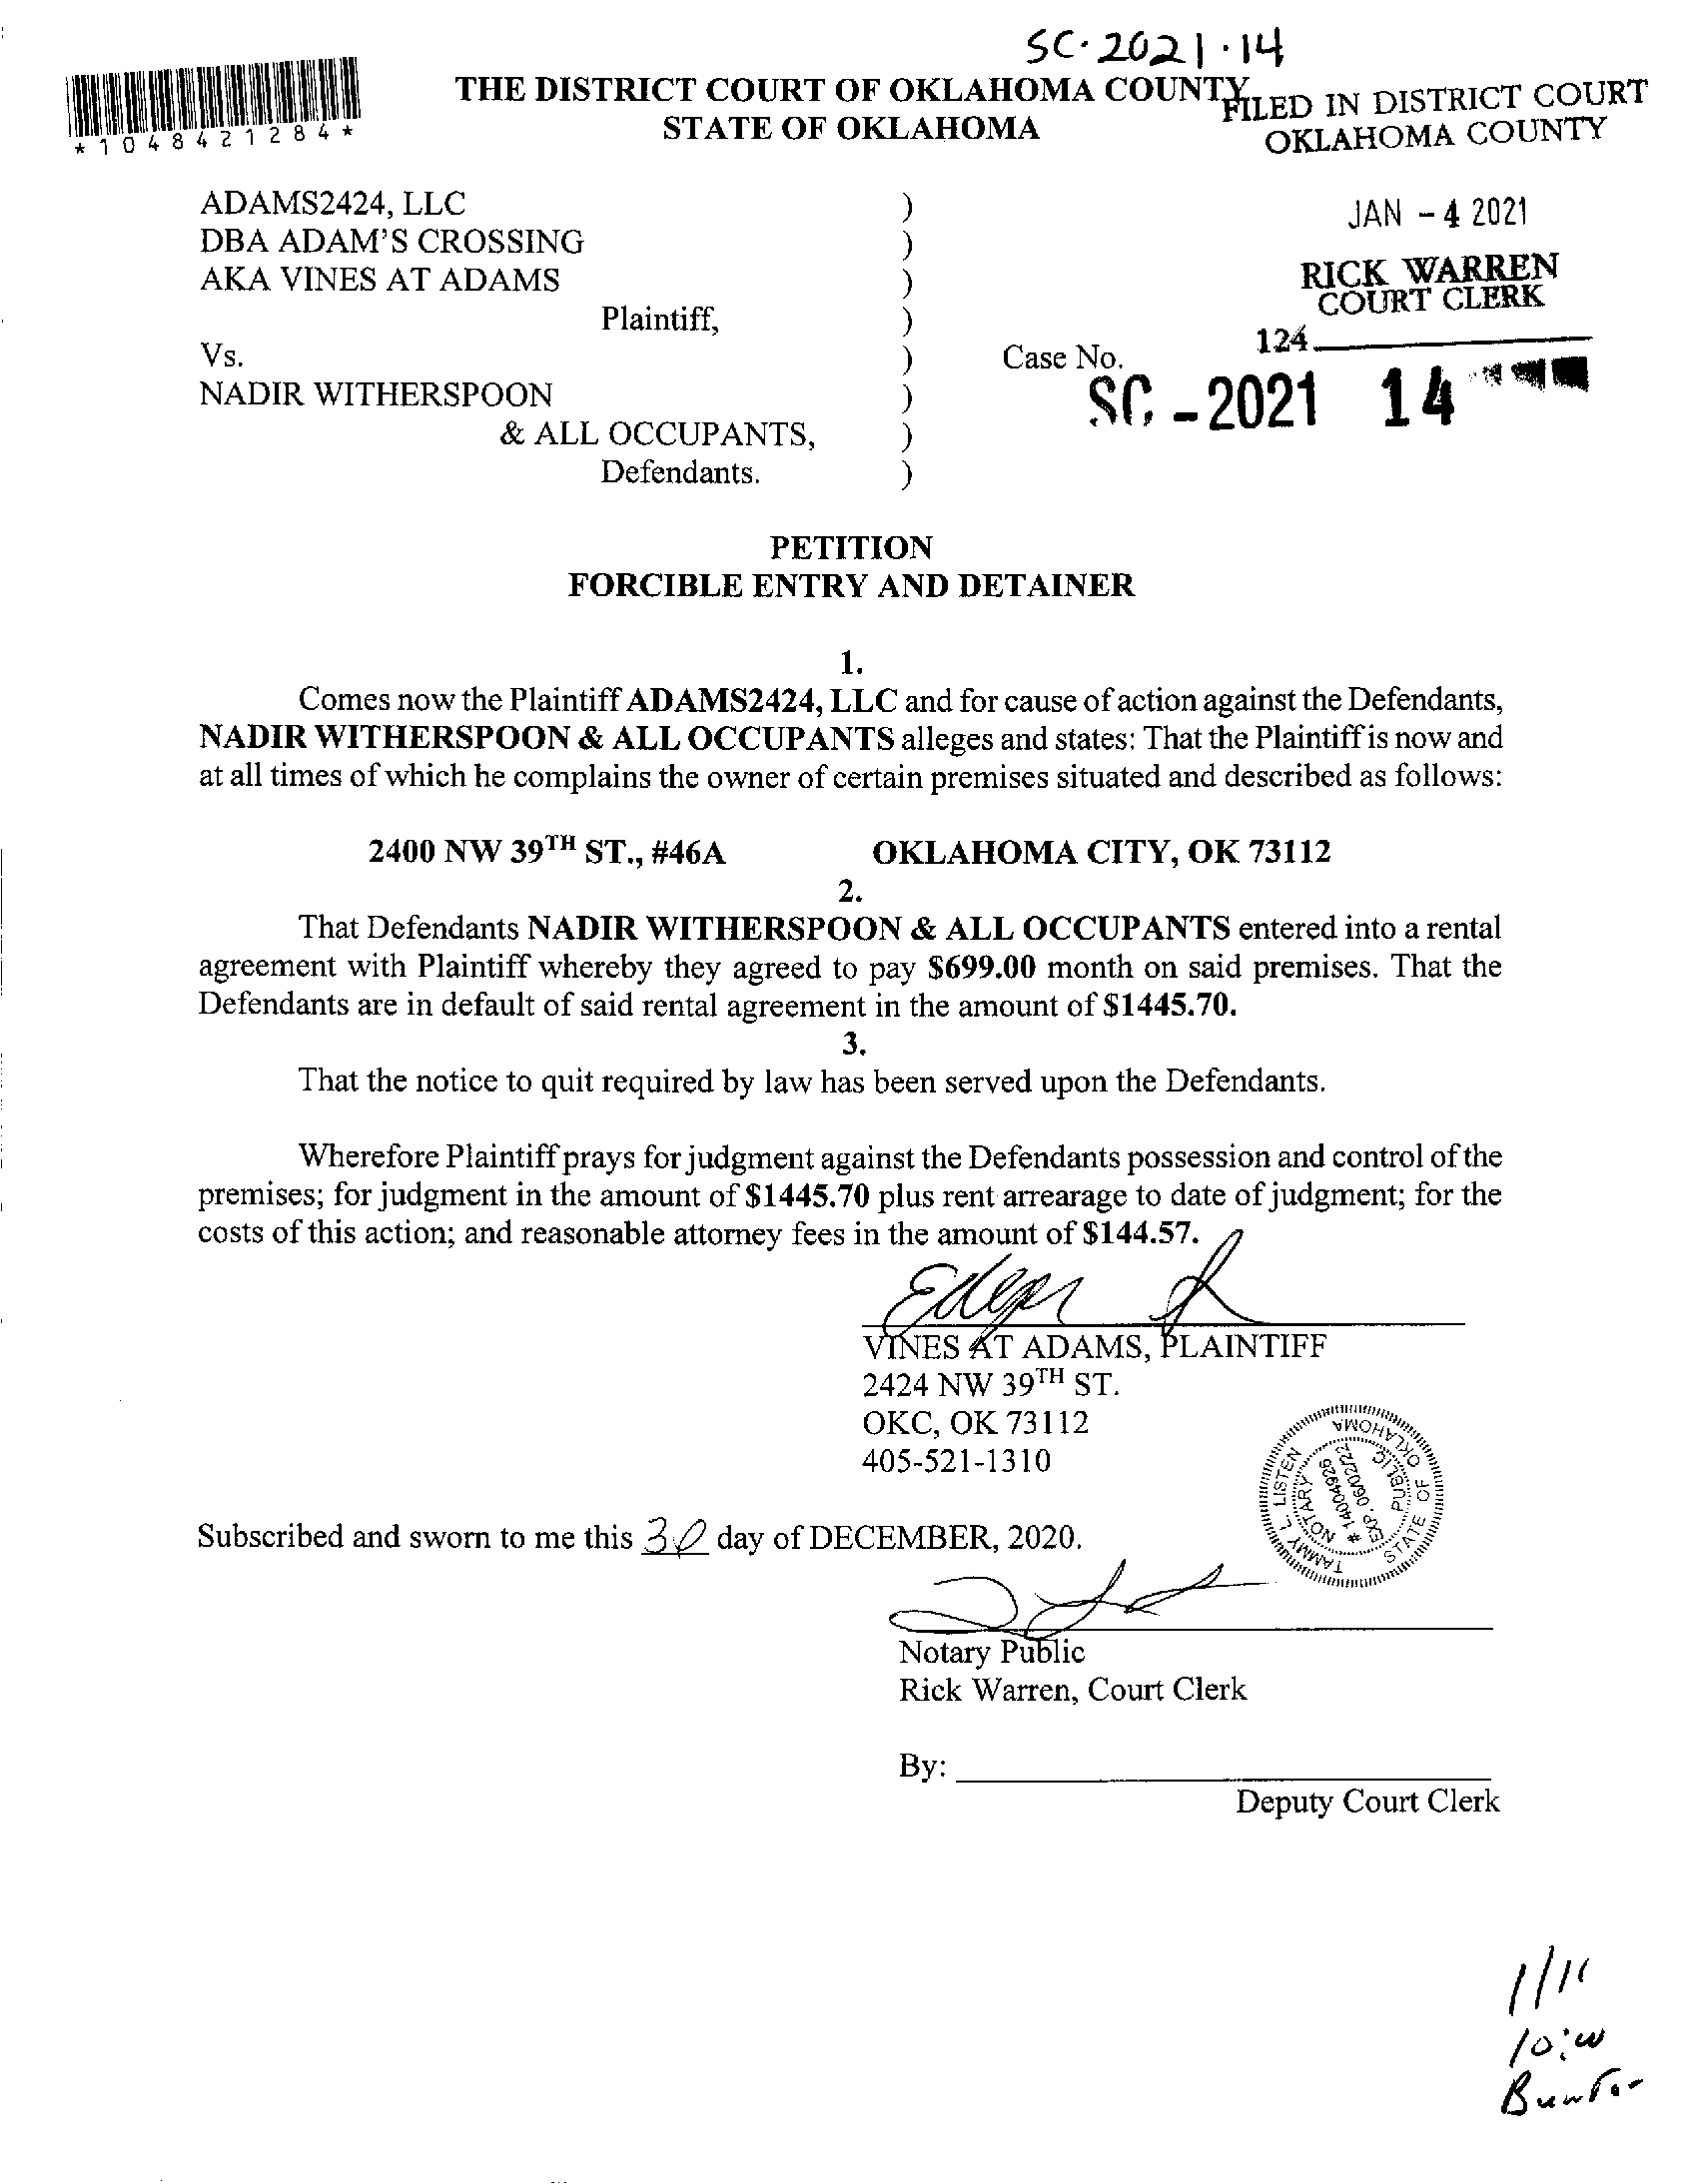 SC·2021·14
*1048421284*
THE DISTRICT COURT OF OKLAHOMA COUNTY
STATE OF OKLAHOMA
FILED IN DISTRICT COURT
OKLAHOMA COUNTY
JAN - 4 2021
RICK WARREN
COURT CLERK
124
ADAMS2424, LLC )
DBA ADAM'S CROSSING )
AKA VINES AT ADAMS )
Plaintiff, )
Vs. ) Case No.
SC - 2021 14
NADIR WITHERSPOON )
& ALL OCCUPANTS, )
Defendants. )
PETITION
FORCIBLE ENTRY AND DETAINER
1.
Comes now the Plaintiff ADAMS2424, LLC and for cause of action against the Defendants,
NADIR WITHERSPOON & ALL OCCUPANTS alleges and states: That the Plaintiff is now and
at all times of which he complains the owner of certain premises situated and described as follows:
2400 NW 39TH ST., #46A OKLAHOMA CITY, OK 73112
2.
That Defendants NADIR WITHERSPOON & ALL OCCUPANTS entered into a rental
agreement with Plaintiff whereby they agreed to pay $699.00 month on said premises. That the
Defendants are in default of said rental agreement in the amount of $1445.70.
3.
That the notice to quit required by law has been served upon the Defendants.
Wherefore Plaintiff prays for judgment against the Defendants possession and control of the
premises; for judgment in the amount of $1445.70 plus rent arrearage to date of judgment; for the
costs of this action; and reasonable attorney fees in the amount of $144.57.
VINES AT ADAMS, PLAINTIFF
2424 NW 39TH ST.
OKC, OK 73112
405-521-1310
TAMMY L. LISTEN
NOTARY PUBLIC
# 14004926
EXP. 06/02/22
STATE OF OKLAHOMA
Subscribed and sworn to me this 30 day of DECEMBER, 2020.
Notary Public
Rick Warren, Court Clerk
By:
Deputy Court Clerk
1/11